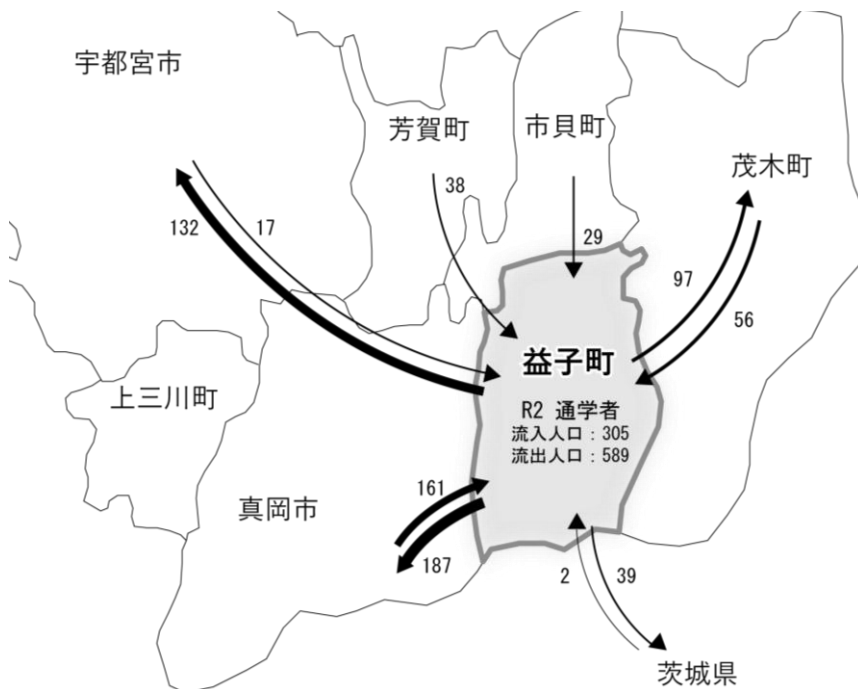 宇都宮市
芳賀町
市貝町
茂木町
38
132
17
29
97
56
益子町
上三川町
R2 通学者
流入人口：305
流出人口：589
真岡市
161
187
2
39
茨城県